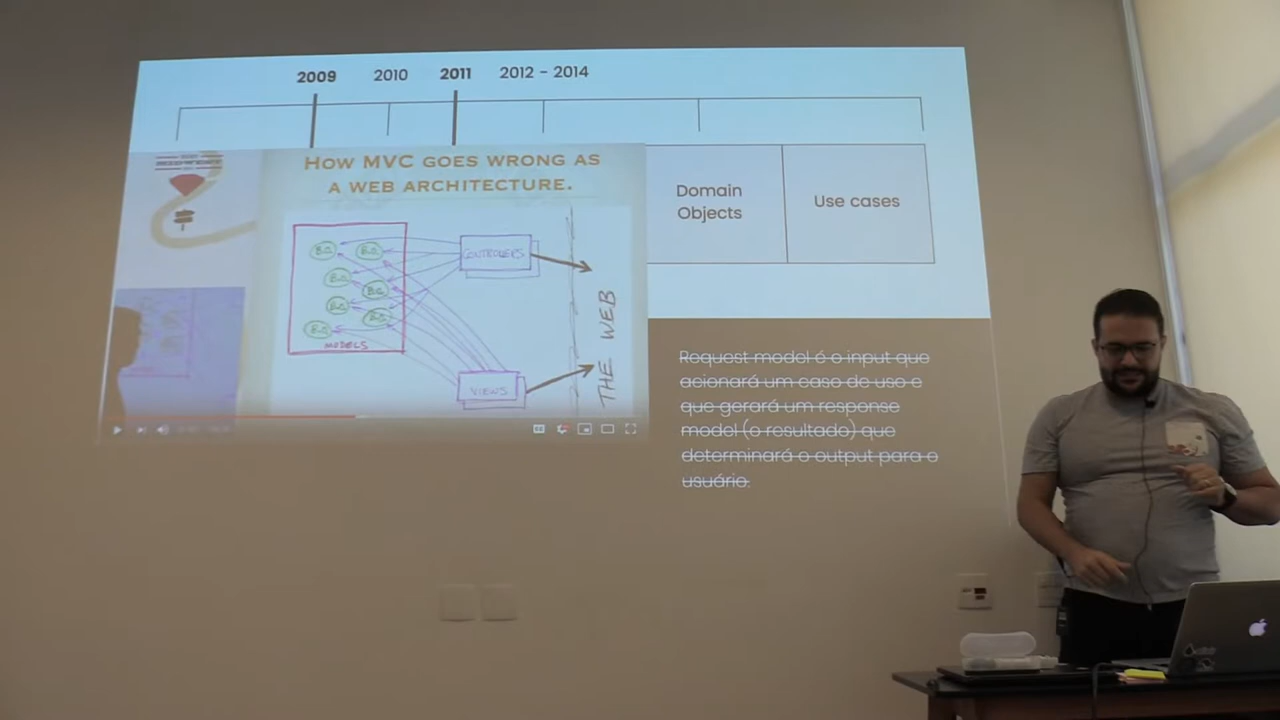 2009 2010 2011 2012 - 2014
HOW MVC GOES WRONG AS
A WEB ARCHITECTURE.
CONTROLERS
MODELS
VIEWS
THE WEB
Domain
Objects
Use cases
Request model é o input que
acionará um caso de uso e
que gerará um response
model (o resultado) que
determinará o output para o
usuário.